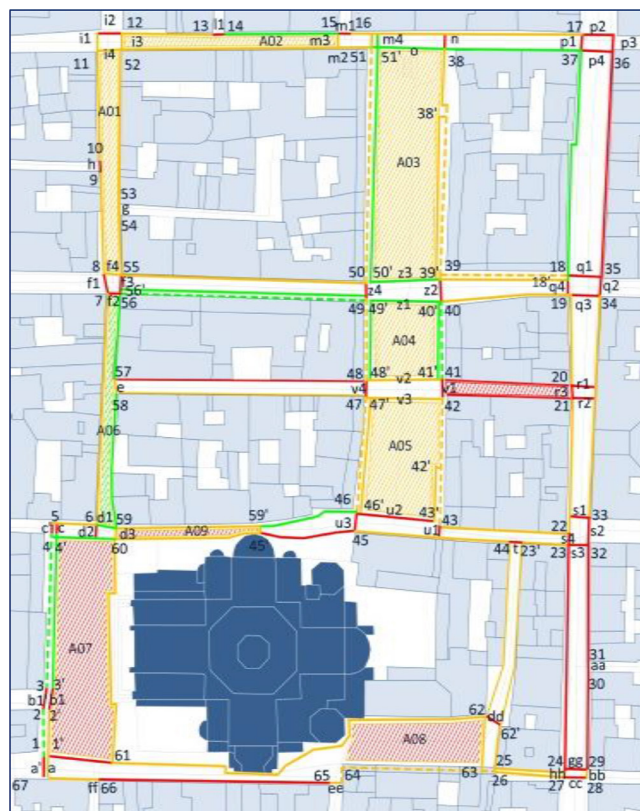 i2 12 13 l1 14 15 m1 16 17 p2
i1 i3 A02 m3 m4 n p1 p3
i4 m2 51 51' o 38 37 p4 36
11 52
A01
38'
10
h A03
9
53
g
54
8 f4 55 50 50' z3 39' 39 18 q1 35
f1 f3 56' z4 z2 18' q4 q2
7 f2 56 49 49' z1 40' 40 19 q3 34
A04
57 48 48' v2 41' 41 20
e v4 v1 r3 r1
58 47 47' v3 42 21 r2
A06
A05
42'
46
5 6 d1 59 59' 46' u2 43' 43 s1 33
c1 c d2 d3 A09 u3 u1 22 s4 s2
4' 4' 60 45 45 44 t 23' 23 s3 32
A07
31
aa
3 3' 30
b1 b1
2 2' 62 dd
62'
1 1' 61 A08
a' a 64 63 25 24 gg 29
67 ff 66 65 26 hb bb
ee 27 cc 28